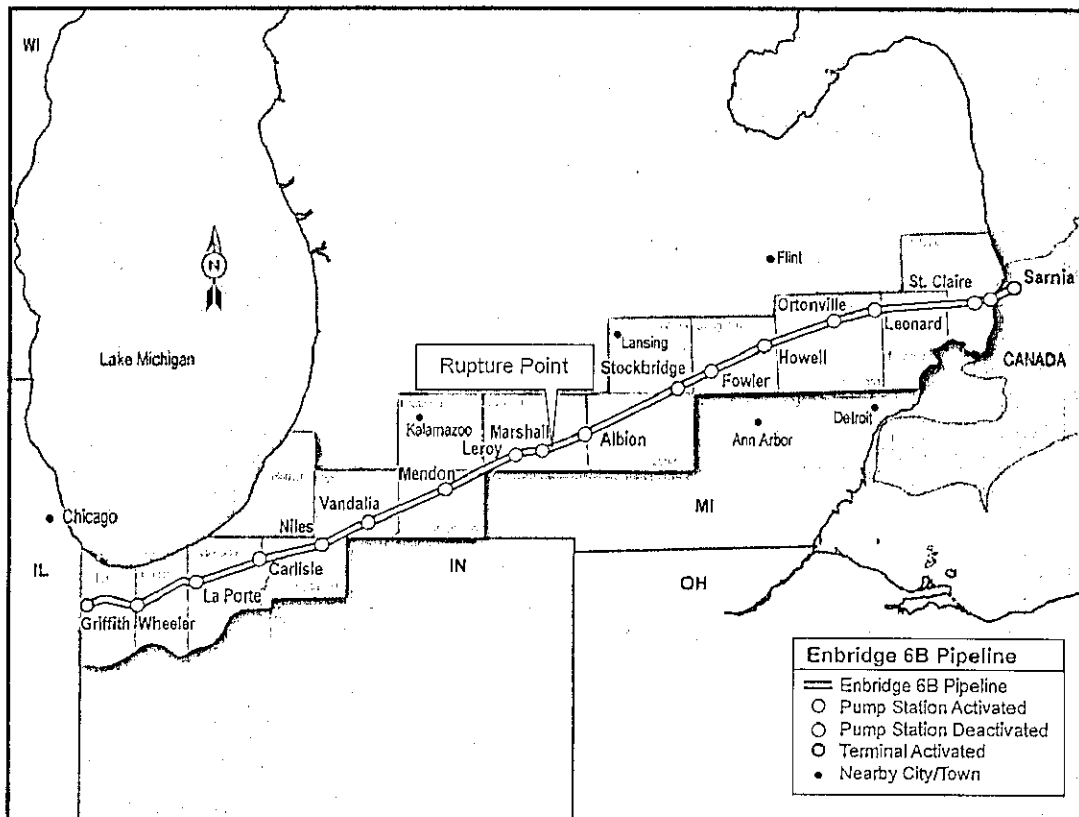 WI
N
Lake Michigan
Flint
St. Claire
Sarnia
Ortonville
Leonard
CANADA
Lansing
Stockbridge
Howell
Fowler
Rupture Point
Detroit
Ann Arbor
Kalamazoo
Marshall
Albion
Leroy
Mendon
Vandalia
MI
Chicago
Niles
IL
Carlisle
IN
OH
La Porte
Griffith
Wheeler
Enbridge 6B Pipeline
Enbridge 6B Pipeline
Pump Station Activated
Pump Station Deactivated
Terminal Activated
Nearby City/Town